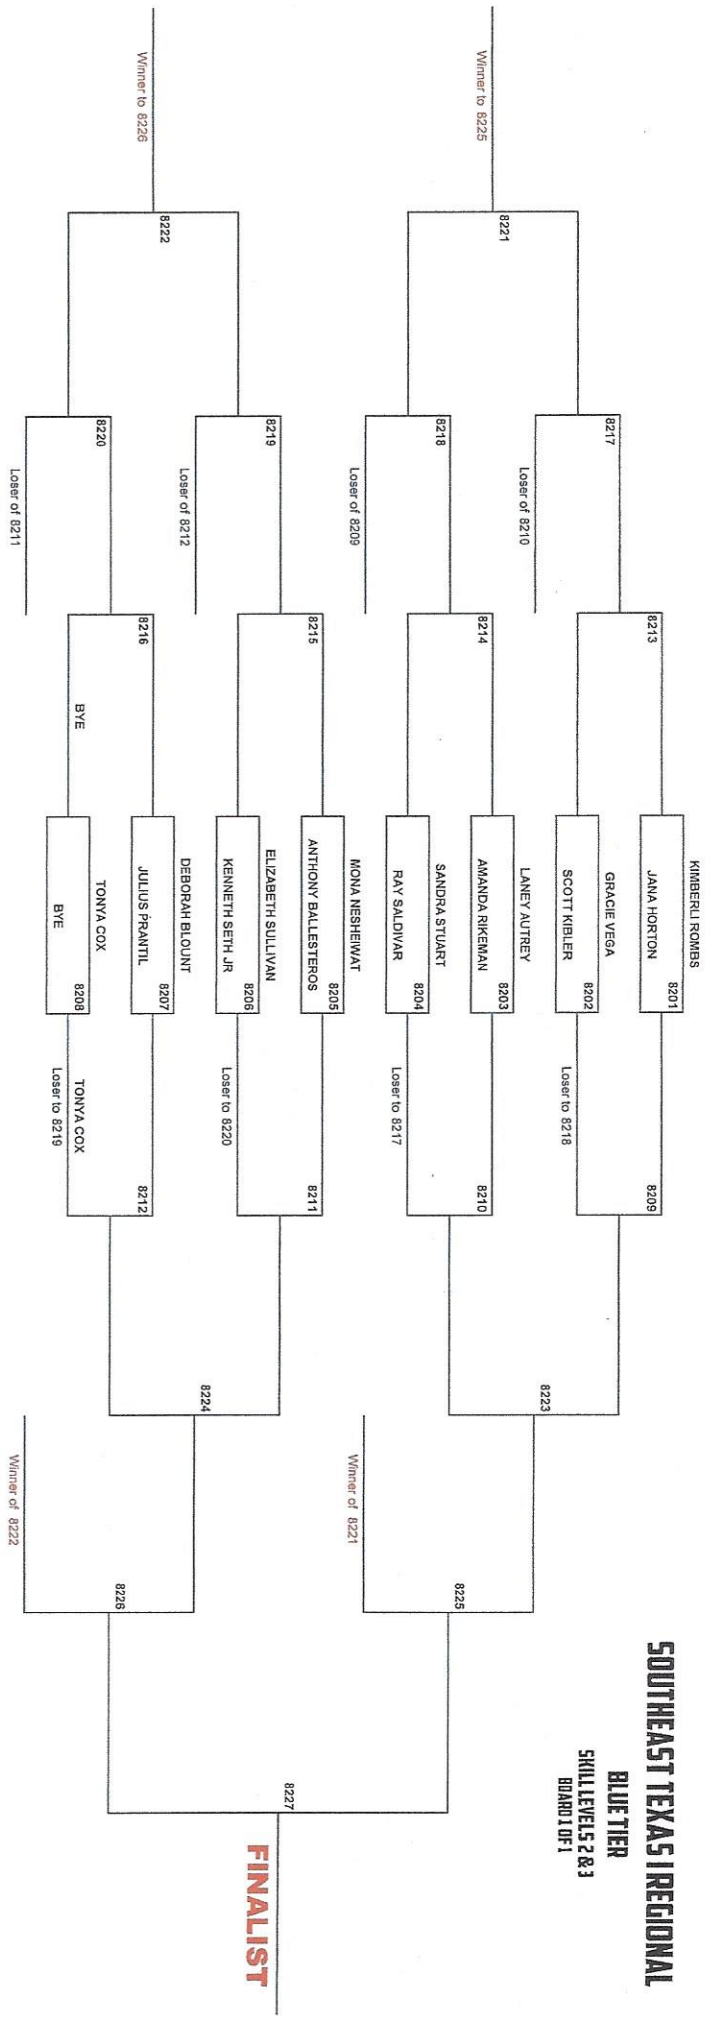 SOUTHEAST TEXAS I REGIONAL
BLUE TIER
SKILL LEVELS 2 & 3
BOARD 1 OF 1
KIMBERLI ROMBS
JANA HORTON
8201
GRACIE VEGA
SCOTT KIBLER
8202
LANEY AUTREY
AMANDA RIKEMAN
8203
SANDRA STUART
RAY SALDIVAR
8204
MONA NESHEIWAT
ANTHONY BALLESTEROS
8205
ELIZABETH SULLIVAN
KENNETH SETH JR
8206
DEBORAH BLOUNT
JULIUS PRANTIL
8207
TONYA COX
BYE
8208
8209
Loser to 8218
8210
Loser to 8217
8211
Loser to 8220
8212
TONYA COX
Loser to 8219
8213
8214
8215
8216
BYE
8217
Loser of 8210
8218
Loser of 8209
8219
Loser of 8212
8220
Loser of 8211
8221
Winner to 8225
8222
Winner to 8226
8223
8224
8225
Winner of 8221
8226
Winner of 8222
8227
FINALIST